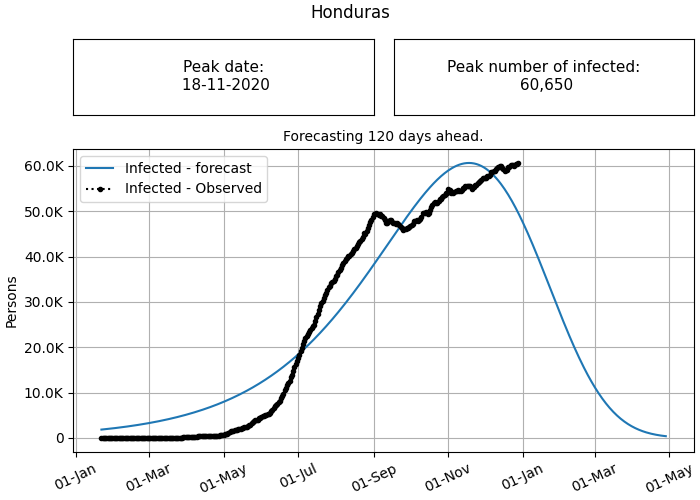 Honduras
Peak date:
18-11-2020
Peak number of infected:
60,650
Forecasting 120 days ahead.
Infected - forecast
Infected - Observed
60.0K
50.0K
40.0K
30.0K
20.0K
10.0K
0
Persons
01-Jan
01-Mar
01-May
01-Jul
01-Sep
01-Nov
01-Jan
01-Mar
01-May